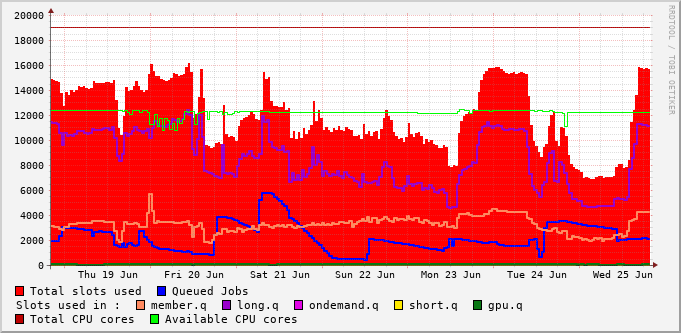 20000
18000
16000
14000
12000
10000
8000
6000
4000
2000
0
Thu 19 Jun Fri 20 Jun Sat 21 Jun Sun 22 Jun Mon 23 Jun Tue 24 Jun Wed 25 Jun
Total slots used Queued Jobs
Slots used in : member.q long.q ondemand.q short.q gpu.q
Total CPU cores Available CPU cores
RRDTOOL / TOBI OETIKER